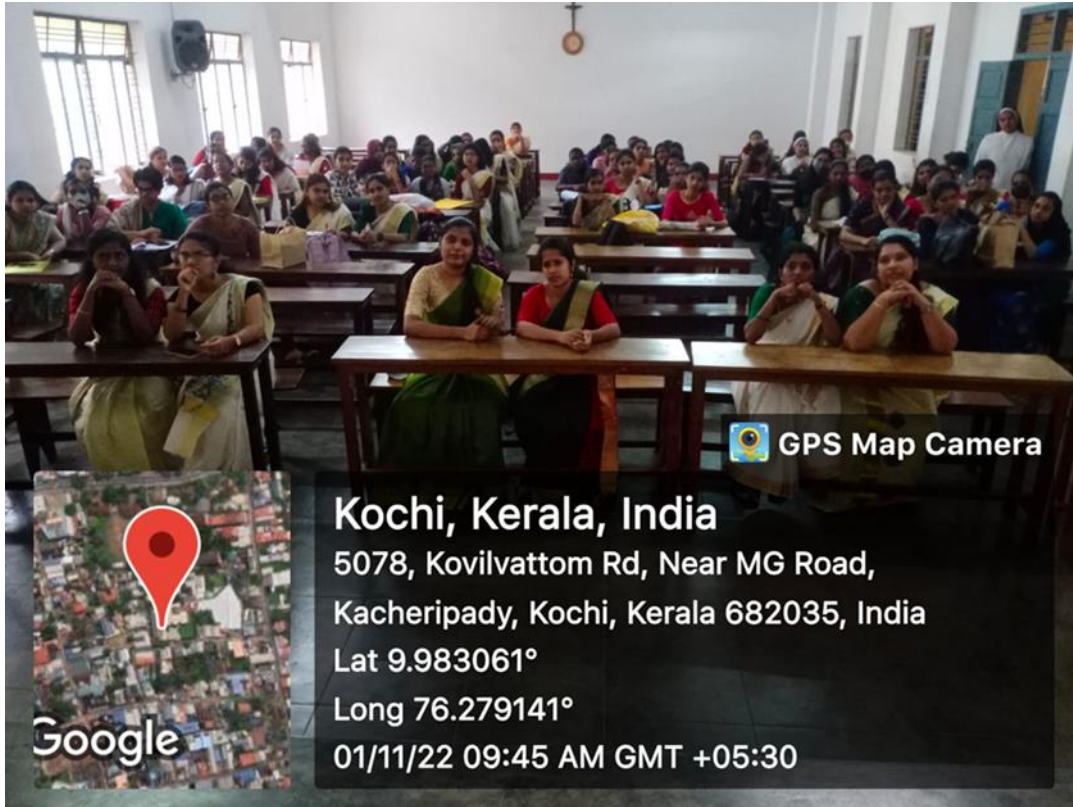 GPS Map Camera
Kochi, Kerala, India
5078, Kovilvattom Rd, Near MG Road,
Kacheripady, Kochi, Kerala 682035, India
Lat 9.983061°
Long 76.279141°
01/11/22 09:45 AM GMT +05:30
Google